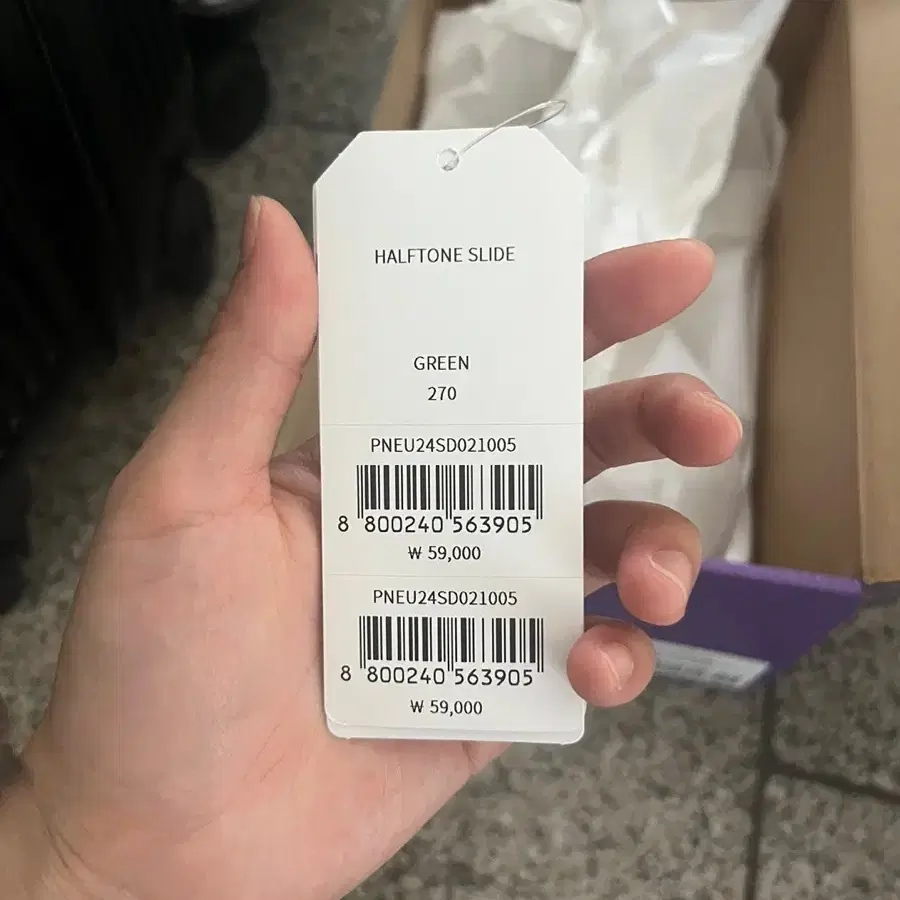 HALFTONE SLIDE
GREEN
270
PNEU24SD021005
8 800240 563905
₩ 59,000
PNEU24SD021005
8 800240 563905
₩ 59,000